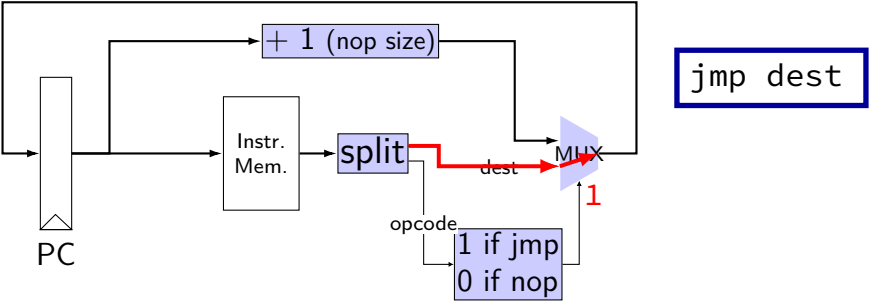 + 1 (nop size)
jmp dest
Instr.
Mem.
split
MUX
dest
1
opcode
PC
1 if jmp
0 if nop